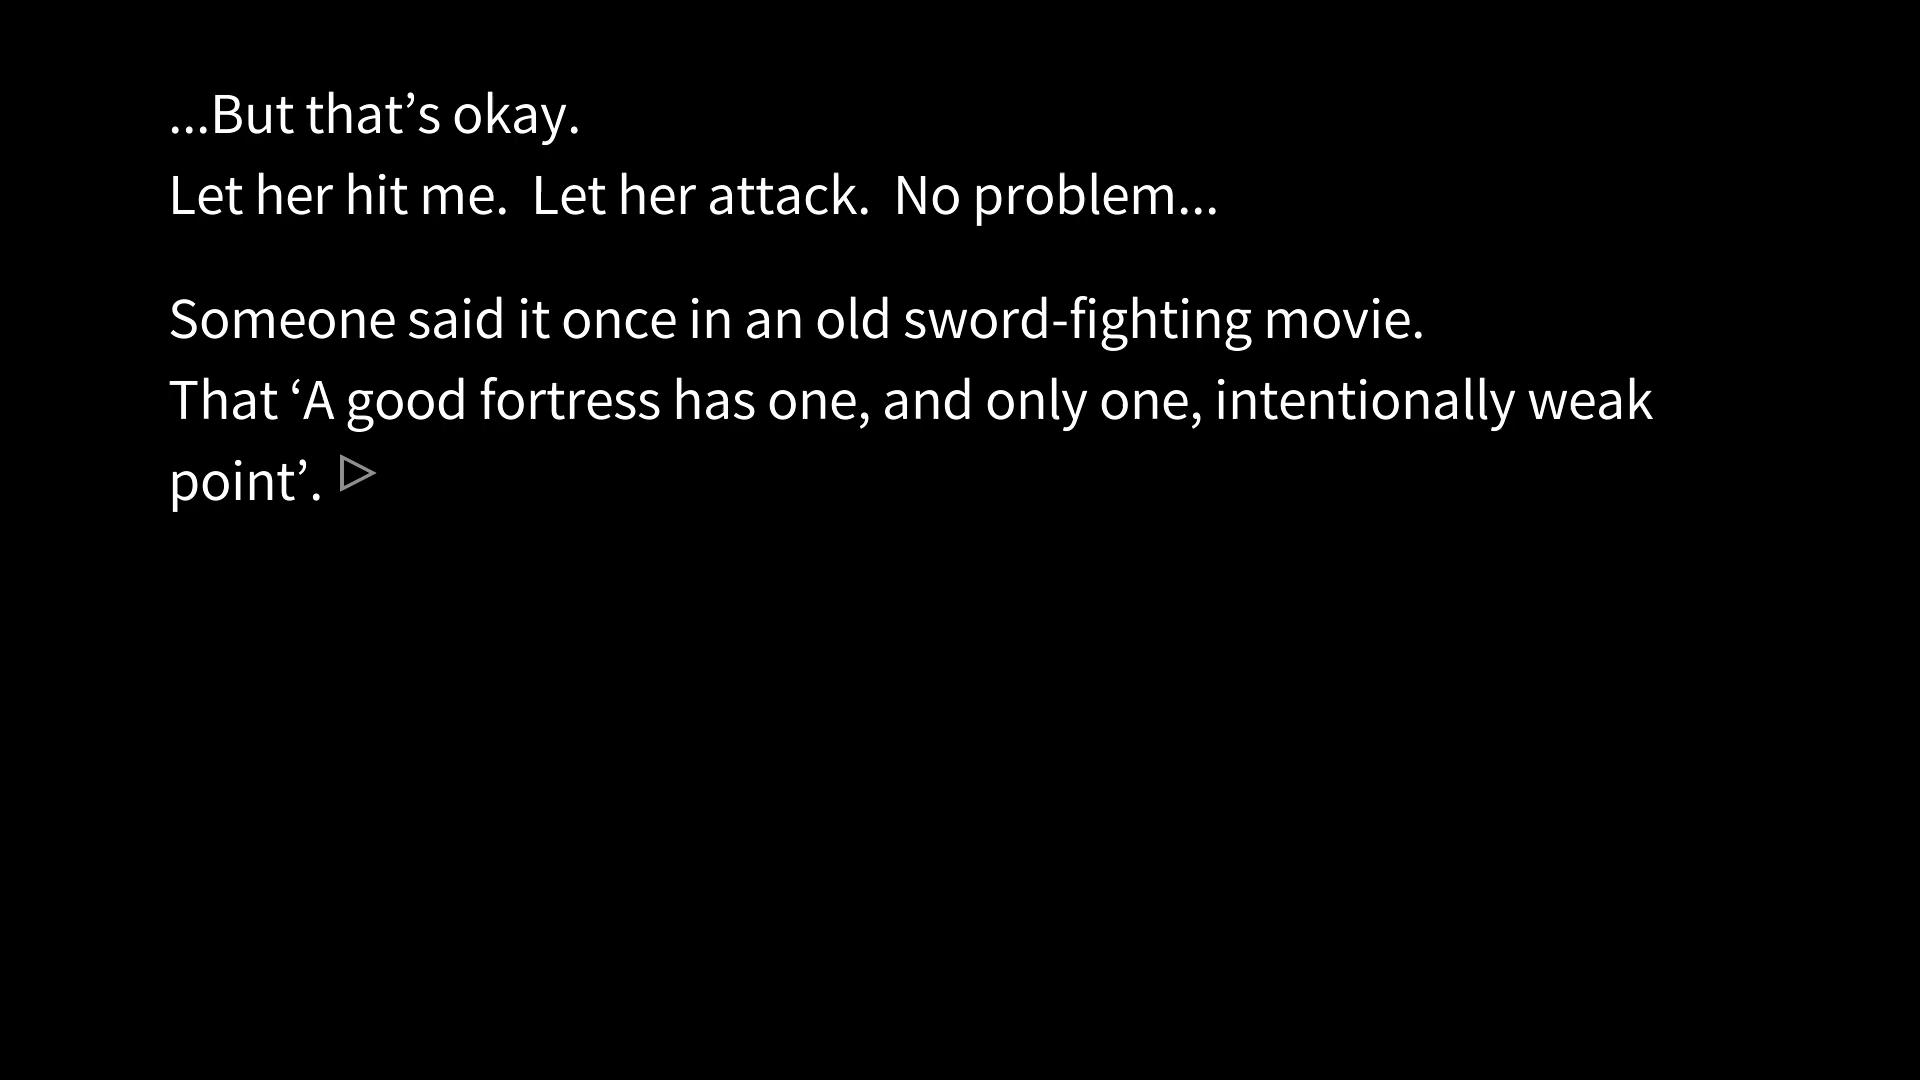 ...But that’s okay.
Let her hit me.  Let her attack.  No problem...
Someone said it once in an old sword-fighting movie.
That ‘A good fortress has one, and only one, intentionally weak
point’.